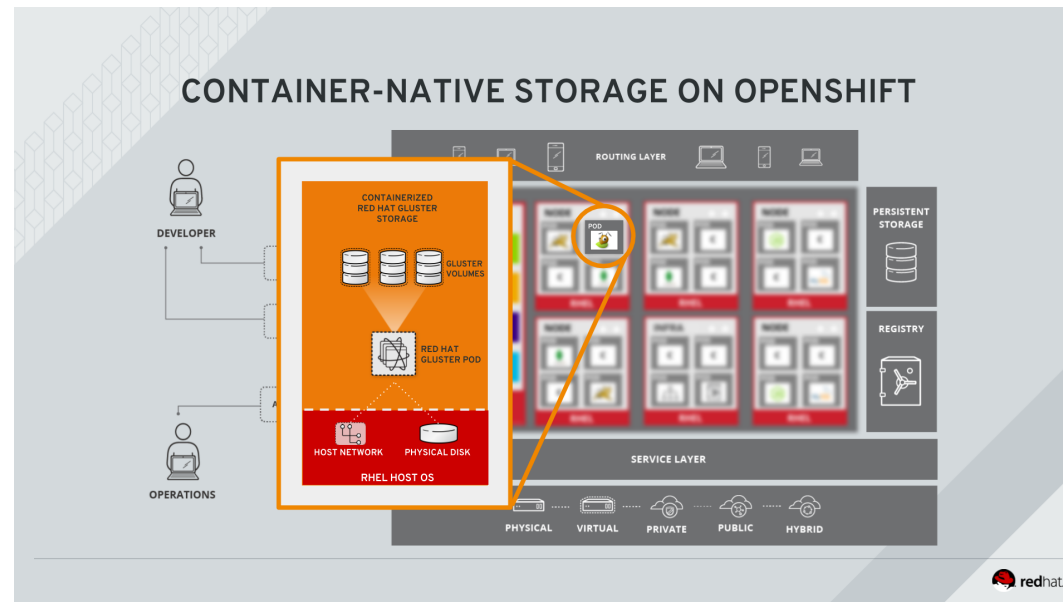 CONTAINER-NATIVE STORAGE ON OPENSHIFT
ROUTING LAYER
DEVELOPER
OPERATIONS
CONTAINERIZED
RED HAT GLUSTER
STORAGE
GLUSTER
VOLUMES
RED HAT
GLUSTER POD
HOST NETWORK
PHYSICAL DISK
RHEL HOST OS
A
NODE
POD
NODE
NODE
RHEL
RHEL
RHEL
NODE
INFRA
NODE
RHEL
RHEL
RHEL
PERSISTENT
STORAGE
REGISTRY
SERVICE LAYER
PHYSICAL
VIRTUAL
PRIVATE
PUBLIC
HYBRID
redhat.